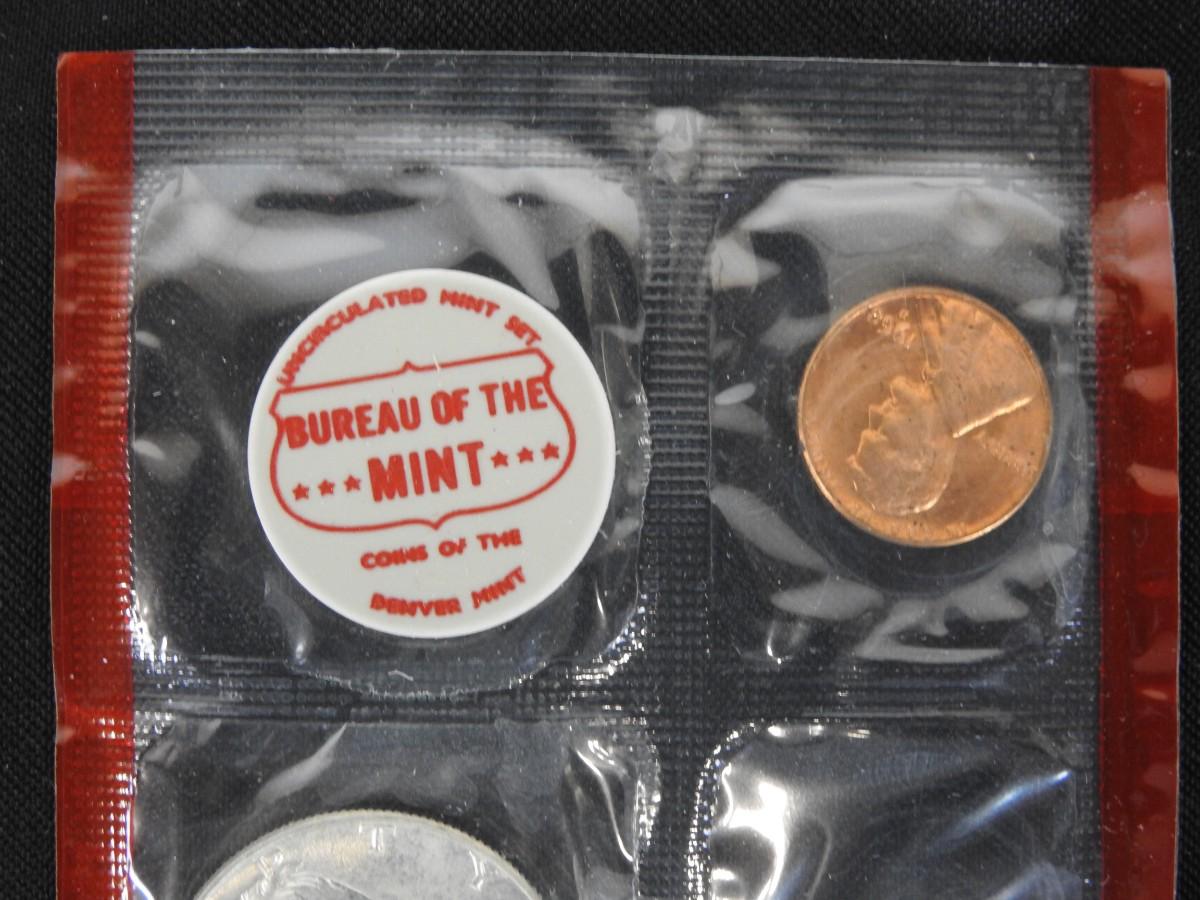 UNCIRCULATED MINT SET
BUREAU OF THE
★★★ MINT ★★★
COINS OF THE
DENVER MINT